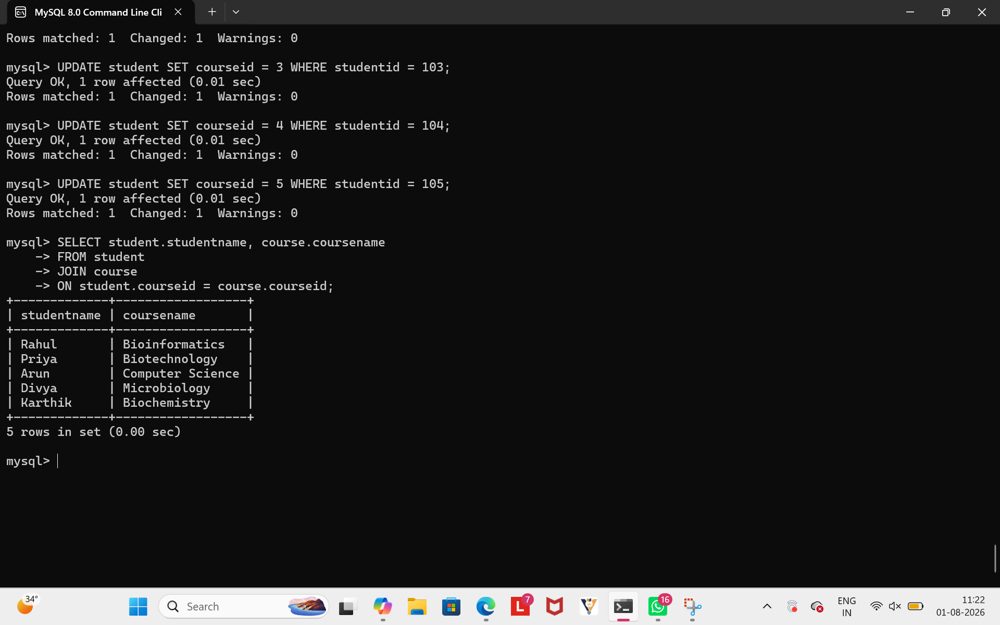 MySQL 8.0 Command Line Cli
Rows matched: 1  Changed: 1  Warnings: 0
mysql> UPDATE student SET courseid = 3 WHERE studentid = 103;
Query OK, 1 row affected (0.01 sec)
Rows matched: 1  Changed: 1  Warnings: 0
mysql> UPDATE student SET courseid = 4 WHERE studentid = 104;
Query OK, 1 row affected (0.01 sec)
Rows matched: 1  Changed: 1  Warnings: 0
mysql> UPDATE student SET courseid = 5 WHERE studentid = 105;
Query OK, 1 row affected (0.01 sec)
Rows matched: 1  Changed: 1  Warnings: 0
mysql> SELECT student.studentname, course.coursename
    -> FROM student
    -> JOIN course
    -> ON student.courseid = course.courseid;
+-------------+------------------+
| studentname | coursename       |
+-------------+------------------+
| Rahul       | Bioinformatics   |
| Priya       | Biotechnology    |
| Arun        | Computer Science |
| Divya       | Microbiology     |
| Karthik     | Biochemistry     |
+-------------+------------------+
5 rows in set (0.00 sec)
mysql>
34°
Search
L 7
16
ENG
IN
11:22
01-08-2026